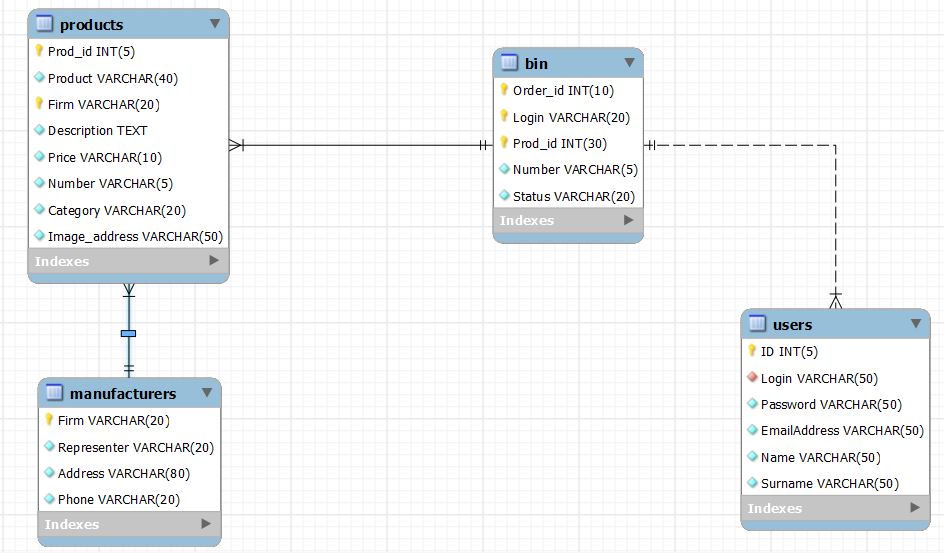 products
Prod_id INT(5)
Product VARCHAR(40)
Firm VARCHAR(20)
Description TEXT
Price VARCHAR(10)
Number VARCHAR(5)
Category VARCHAR(20)
Image_address VARCHAR(50)
Indexes
bin
Order_id INT(10)
Login VARCHAR(20)
Prod_id INT(30)
Number VARCHAR(5)
Status VARCHAR(20)
Indexes
manufacturers
Firm VARCHAR(20)
Representer VARCHAR(20)
Address VARCHAR(80)
Phone VARCHAR(20)
Indexes
users
ID INT(5)
Login VARCHAR(50)
Password VARCHAR(50)
EmailAddress VARCHAR(50)
Name VARCHAR(50)
Surname VARCHAR(50)
Indexes